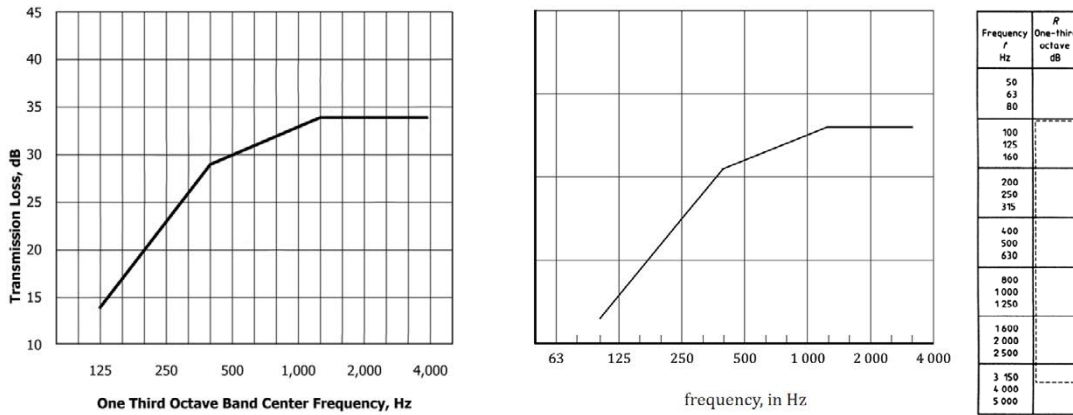 45
40
35
30
25
20
15
10
Transmission Loss, dB
125 250 500 1,000 2,000 4,000
One Third Octave Band Center Frequency, Hz
63 125 250 500 1 000 2 000 4 000
frequency, in Hz
Frequency
f
Hz
R
One-third
octave
dB
50
63
80
100
125
160
200
250
315
400
500
630
800
1 000
1 250
1 600
2 000
2 500
3 150
4 000
5 000